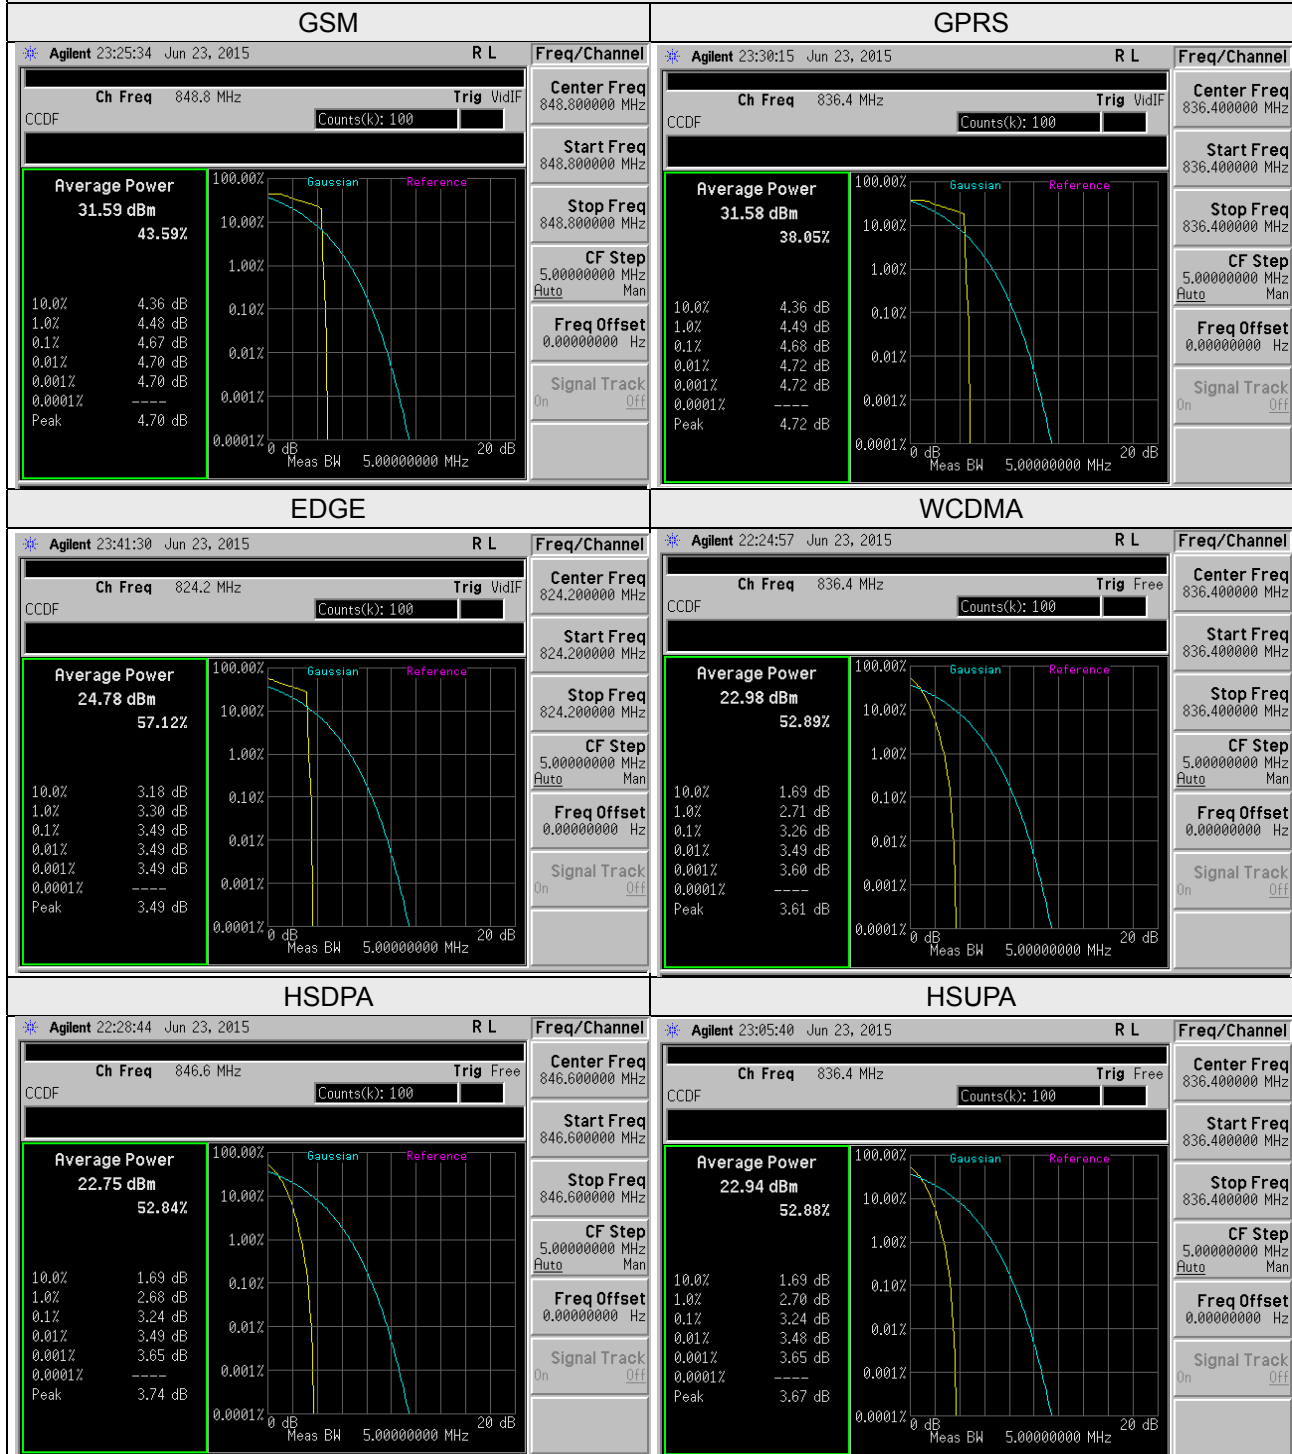 GSM
Agilent 23:25:34 Jun 23, 2015 R L Freq/Channel
Ch Freq 848.8 MHz Trig VidIF
CCDF Counts(k): 100
Center Freq
848.800000 MHz
Start Freq
848.800000 MHz
Stop Freq
848.800000 MHz
CF Step
5.00000000 MHz
Auto Man
Freq Offset
0.00000000 Hz
Signal Track
On Off
Average Power
31.59 dBm
43.59%
10.0% 4.36 dB
1.0% 4.48 dB
0.1% 4.67 dB
0.01% 4.70 dB
0.001% 4.70 dB
0.0001% ----
Peak 4.70 dB
Gaussian Reference
100.00%
10.00%
1.00%
0.10%
0.01%
0.001%
0.0001%
0 dB 20 dB
Meas BW 5.00000000 MHz
GPRS
Agilent 23:30:15 Jun 23, 2015 R L Freq/Channel
Ch Freq 836.4 MHz Trig VidIF
CCDF Counts(k): 100
Center Freq
836.400000 MHz
Start Freq
836.400000 MHz
Stop Freq
836.400000 MHz
CF Step
5.00000000 MHz
Auto Man
Freq Offset
0.00000000 Hz
Signal Track
On Off
Average Power
31.58 dBm
38.05%
10.0% 4.36 dB
1.0% 4.49 dB
0.1% 4.68 dB
0.01% 4.72 dB
0.001% 4.72 dB
0.0001% ----
Peak 4.72 dB
Gaussian Reference
100.00%
10.00%
1.00%
0.10%
0.01%
0.001%
0.0001%
0 dB 20 dB
Meas BW 5.00000000 MHz
EDGE
Agilent 23:41:30 Jun 23, 2015 R L Freq/Channel
Ch Freq 824.2 MHz Trig VidIF
CCDF Counts(k): 100
Center Freq
824.200000 MHz
Start Freq
824.200000 MHz
Stop Freq
824.200000 MHz
CF Step
5.00000000 MHz
Auto Man
Freq Offset
0.00000000 Hz
Signal Track
On Off
Average Power
24.78 dBm
57.12%
10.0% 3.18 dB
1.0% 3.30 dB
0.1% 3.49 dB
0.01% 3.49 dB
0.001% 3.49 dB
0.0001% ----
Peak 3.49 dB
Gaussian Reference
100.00%
10.00%
1.00%
0.10%
0.01%
0.001%
0.0001%
0 dB 20 dB
Meas BW 5.00000000 MHz
WCDMA
Agilent 22:24:57 Jun 23, 2015 R L Freq/Channel
Ch Freq 836.4 MHz Trig Free
CCDF Counts(k): 100
Center Freq
836.400000 MHz
Start Freq
836.400000 MHz
Stop Freq
836.400000 MHz
CF Step
5.00000000 MHz
Auto Man
Freq Offset
0.00000000 Hz
Signal Track
On Off
Average Power
22.98 dBm
52.89%
10.0% 1.69 dB
1.0% 2.71 dB
0.1% 3.26 dB
0.01% 3.49 dB
0.001% 3.60 dB
0.0001% ----
Peak 3.61 dB
Gaussian Reference
100.00%
10.00%
1.00%
0.10%
0.01%
0.001%
0.0001%
0 dB 20 dB
Meas BW 5.00000000 MHz
HSDPA
Agilent 22:28:44 Jun 23, 2015 R L Freq/Channel
Ch Freq 846.6 MHz Trig Free
CCDF Counts(k): 100
Center Freq
846.600000 MHz
Start Freq
846.600000 MHz
Stop Freq
846.600000 MHz
CF Step
5.00000000 MHz
Auto Man
Freq Offset
0.00000000 Hz
Signal Track
On Off
Average Power
22.75 dBm
52.84%
10.0% 1.69 dB
1.0% 2.68 dB
0.1% 3.24 dB
0.01% 3.49 dB
0.001% 3.65 dB
0.0001% ----
Peak 3.74 dB
Gaussian Reference
100.00%
10.00%
1.00%
0.10%
0.01%
0.001%
0.0001%
0 dB 20 dB
Meas BW 5.00000000 MHz
HSUPA
Agilent 23:05:40 Jun 23, 2015 R L Freq/Channel
Ch Freq 836.4 MHz Trig Free
CCDF Counts(k): 100
Center Freq
836.400000 MHz
Start Freq
836.400000 MHz
Stop Freq
836.400000 MHz
CF Step
5.00000000 MHz
Auto Man
Freq Offset
0.00000000 Hz
Signal Track
On Off
Average Power
22.94 dBm
52.88%
10.0% 1.69 dB
1.0% 2.70 dB
0.1% 3.24 dB
0.01% 3.48 dB
0.001% 3.65 dB
0.0001% ----
Peak 3.67 dB
Gaussian Reference
100.00%
10.00%
1.00%
0.10%
0.01%
0.001%
0.0001%
0 dB 20 dB
Meas BW 5.00000000 MHz